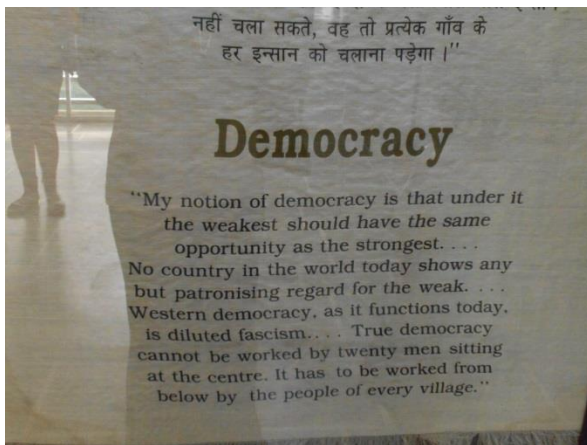 नहीं चला सकते, वह तो प्रत्येक गाँव के
हर इन्सान को चलाना पड़ेगा ।"
Democracy
"My notion of democracy is that under it
the weakest should have the same
opportunity as the strongest. . . .
No country in the world today shows any
but patronising regard for the weak. . . .
Western democracy, as it functions today,
is diluted fascism.. . . True democracy
cannot be worked by twenty men sitting
at the centre. It has to be worked from
below by the people of every village."